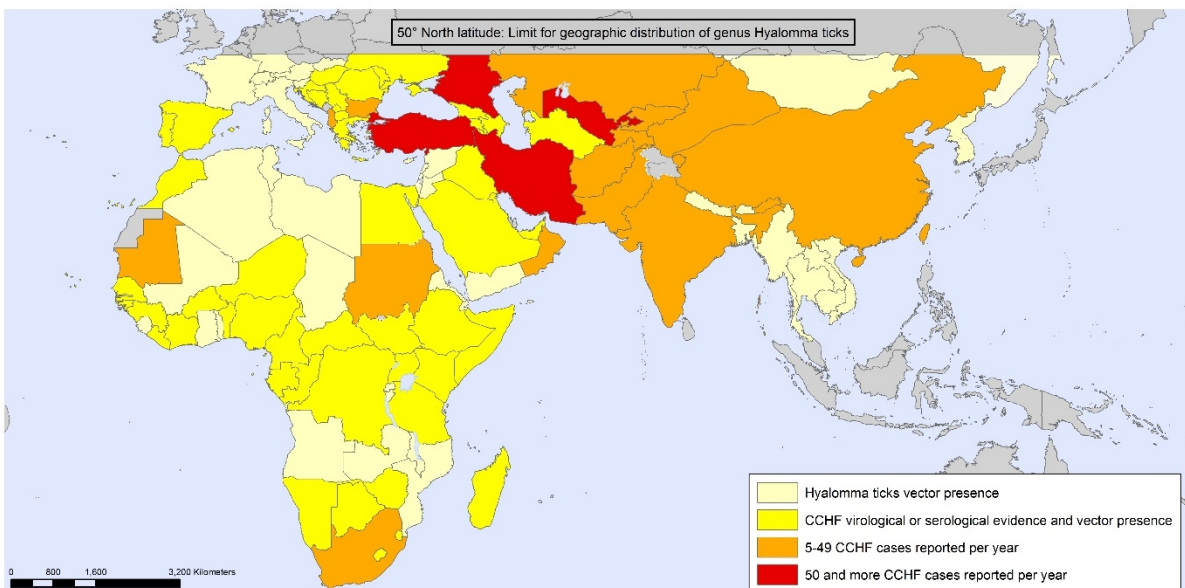 50° North latitude: Limit for geographic distribution of genus Hyalomma ticks
Hyalomma ticks vector presence
CCHF virological or serological evidence and vector presence
5-49 CCHF cases reported per year
50 and more CCHF cases reported per year
0 800 1,600 3,200 Kilometers